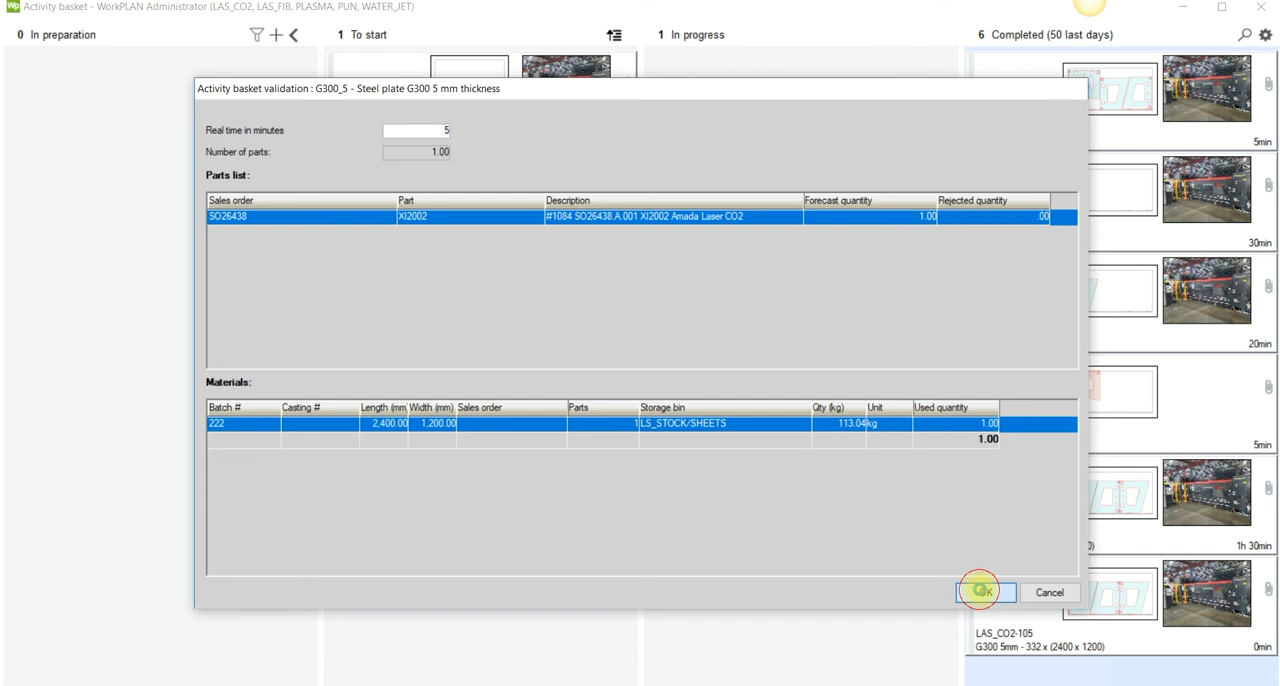 Wp Activity basket - WorkPLAN Administrator (LAS_CO2, LAS_FIB, PLASMA, PUN, WATER_JET)
0 In preparation
1 To start
1 In progress
6 Completed (50 last days)
Activity basket validation : G300_5 - Steel plate G300 5 mm thickness
Real time in minutes 5
Number of parts: 1.00
Parts list:
Sales order Part Description Forecast quantity Rejected quantity
SO26438 XI2002 #1084 SO26438.A.001 XI2002 Amada Laser CO2 1.00 .00
Materials:
Batch # Casting # Length (mm Width (mm) Sales order Parts Storage bin Qty (kg) Unit Used quantity
222 2,400.00 1,200.00 1 LS_STOCK/SHEETS 113.04 kg 1.00
1.00
OK Cancel
5min
30min
20min
5min
0) 1h 30min
LAS_CO2-105
G300 5mm - 332 x (2400 x 1200) 0min